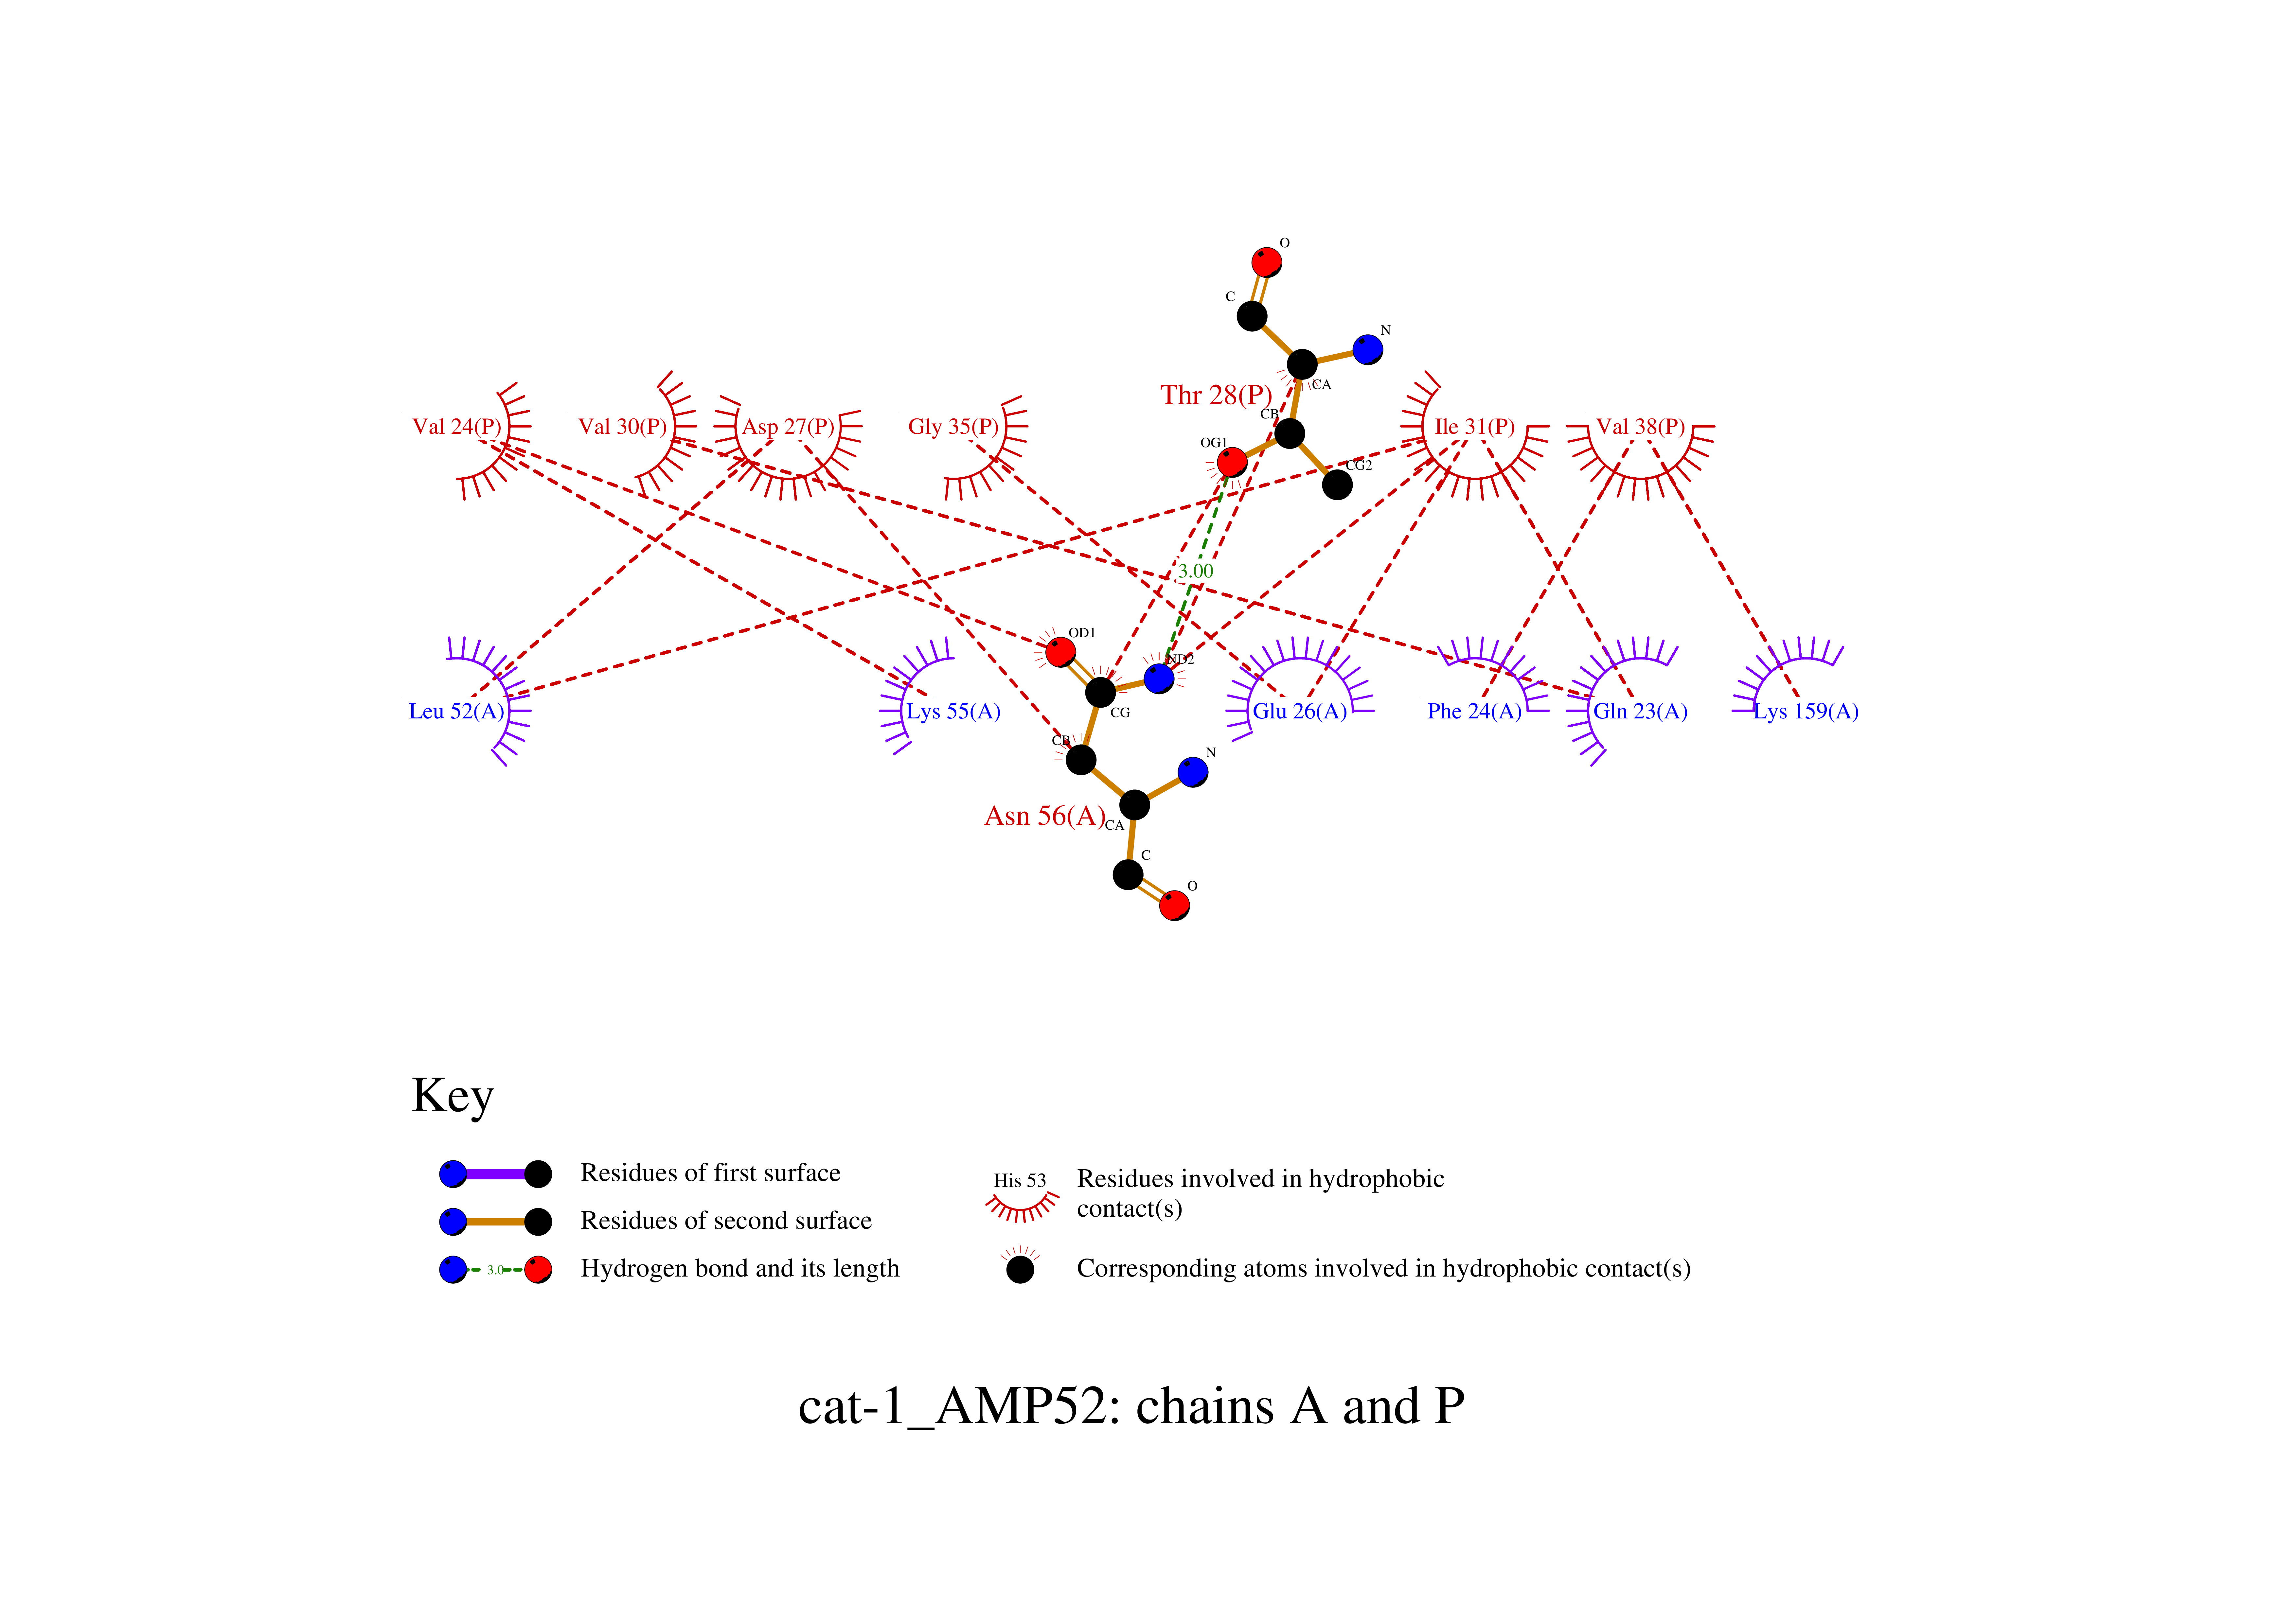 O
C
N
CA
Thr 28(P)
CB
Val 24(P) Val 30(P) Asp 27(P) Gly 35(P) Ile 31(P) Val 38(P)
OG1
CG2
3.00
OD1
ND2
Leu 52(A) Lys 55(A) CG Glu 26(A) Phe 24(A) Gln 23(A) Lys 159(A)
CB
N
Asn 56(A)
CA
C
O
Key
Residues of first surface
Residues of second surface
3.0 Hydrogen bond and its length
His 53 Residues involved in hydrophobic
contact(s)
Corresponding atoms involved in hydrophobic contact(s)
cat-1_AMP52: chains A and P